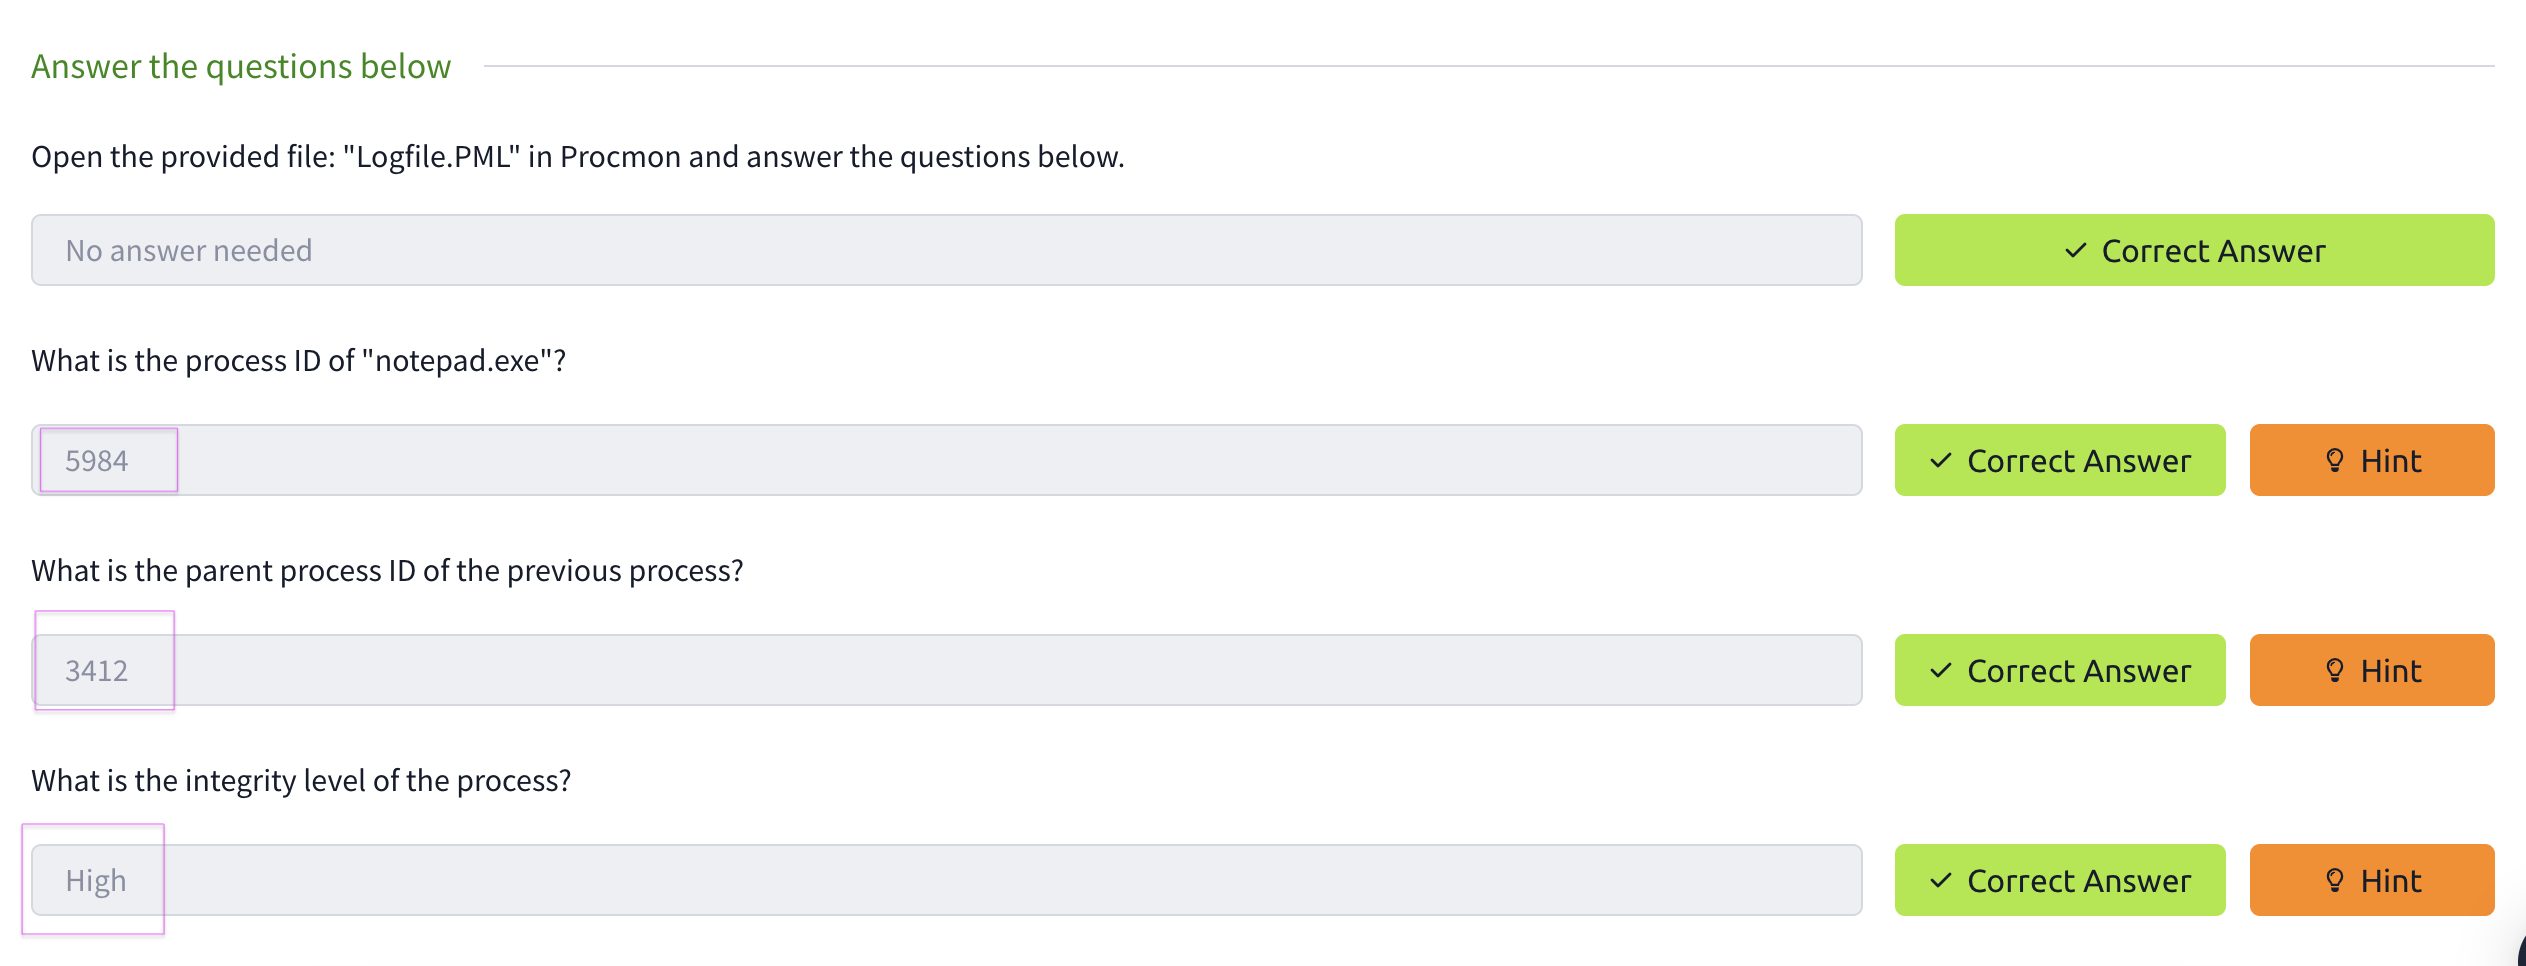 Answer the questions below
Open the provided file: "Logfile.PML" in Procmon and answer the questions below.
No answer needed
Correct Answer
What is the process ID of "notepad.exe"?
5984
Correct Answer
Hint
What is the parent process ID of the previous process?
3412
Correct Answer
Hint
What is the integrity level of the process?
High
Correct Answer
Hint